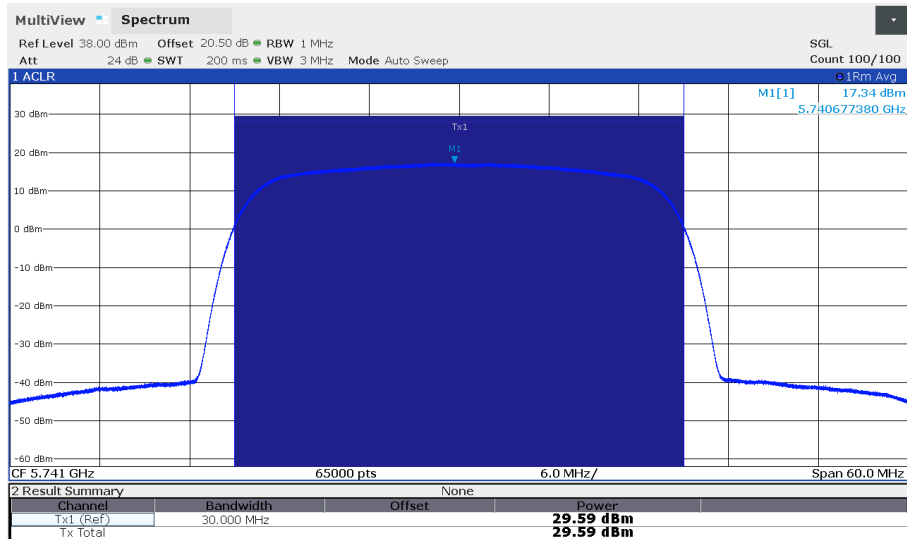 MultiView Spectrum
Ref Level 38.00 dBm Offset 20.50 dB RBW 1 MHz SGL
Att 24 dB SWT 200 ms VBW 3 MHz Mode Auto Sweep Count 100/100
1 ACLR 1Rm Avg
M1[1] 17.34 dBm
5.740677380 GHz
30 dBm
Tx1
20 dBm
M1
10 dBm
0 dBm
-10 dBm
-20 dBm
-30 dBm
-40 dBm
-50 dBm
-60 dBm
CF 5.741 GHz 65000 pts 6.0 MHz/ Span 60.0 MHz
2 Result Summary None
Channel Bandwidth Offset Power
Tx1 (Ref) 30.000 MHz 29.59 dBm
Tx Total 29.59 dBm